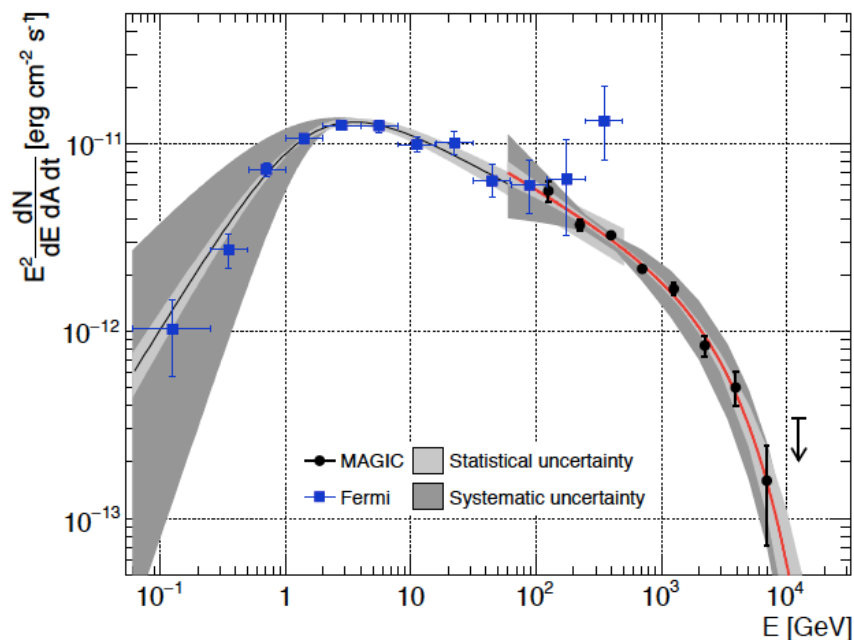 E² dN/dE dA dt [erg cm⁻² s⁻¹]
10⁻¹¹
10⁻¹²
10⁻¹³
MAGIC Statistical uncertainty
Fermi Systematic uncertainty
10⁻¹ 1 10 10² 10³ 10⁴
E [GeV]